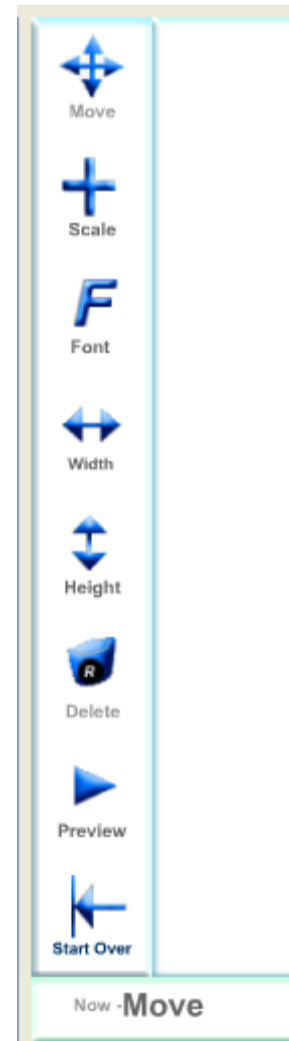 Move
Scale
F
Font
Width
Height
R
Delete
Preview
Start Over
Now -Move